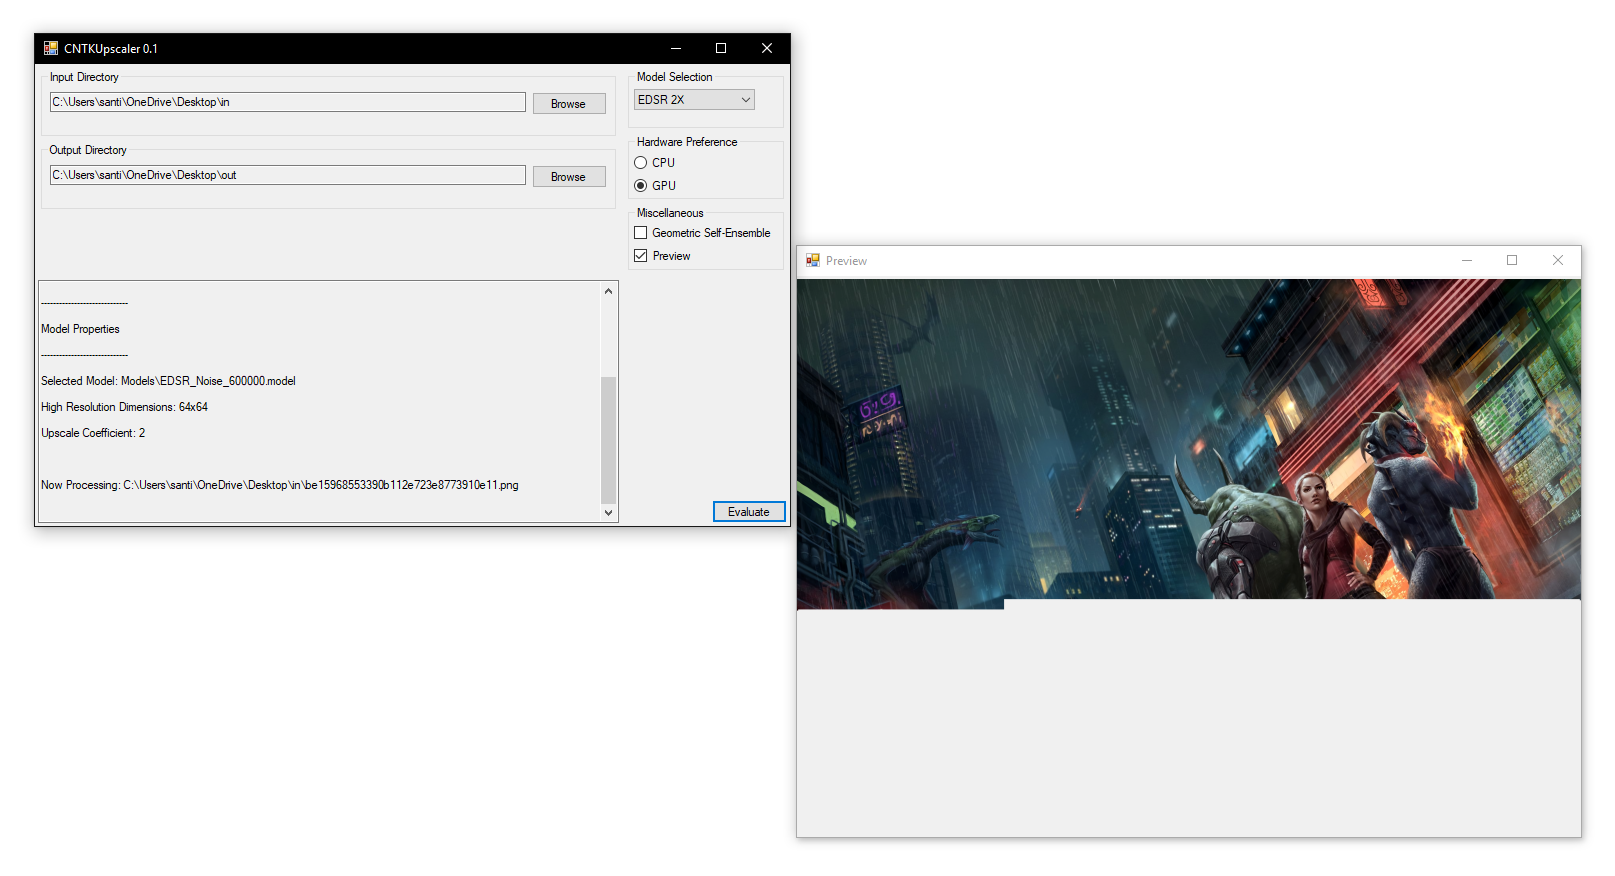 CNTKUpscaler 0.1
Input Directory
C:\Users\santi\OneDrive\Desktop\in
Browse
Output Directory
C:\Users\santi\OneDrive\Desktop\out
Browse
Model Selection
EDSR 2X
Hardware Preference
CPU
GPU
Miscellaneous
Geometric Self-Ensemble
Preview
-----------------------------
Model Properties
-----------------------------
Selected Model: Models\EDSR_Noise_600000.model
High Resolution Dimensions: 64x64
Upscale Coefficient: 2
Now Processing: C:\Users\santi\OneDrive\Desktop\in\be15968553390b112e723e8773910e11.png
Evaluate
Preview